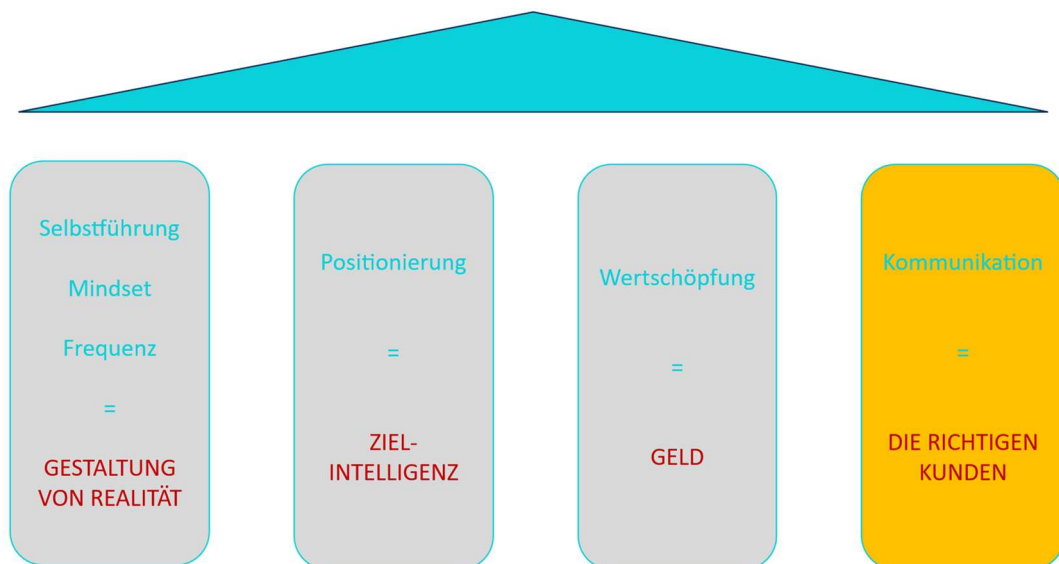 Selbstführung
Mindset
Frequenz
=
GESTALTUNG
VON REALITÄT
Positionierung
=
ZIEL-
INTELLIGENZ
Wertschöpfung
=
GELD
Kommunikation
=
DIE RICHTIGEN
KUNDEN